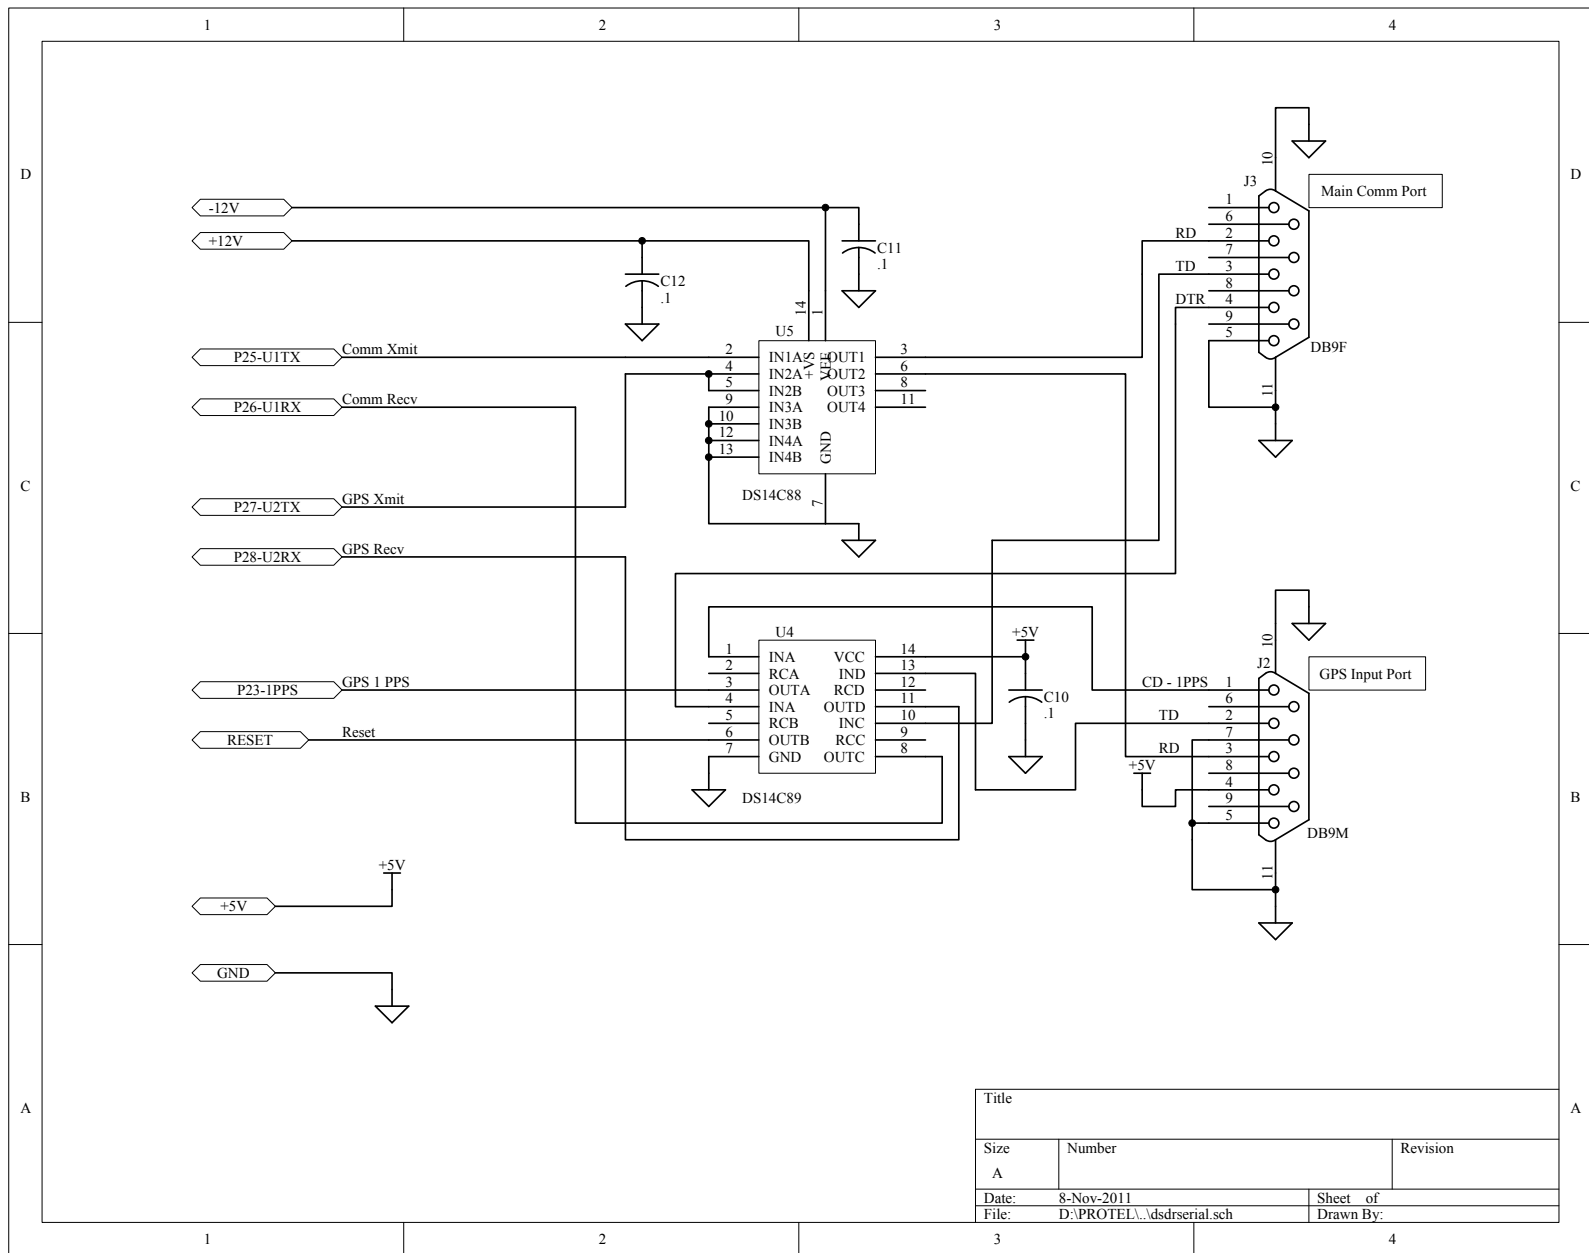 1 2 3 4
D D
10
J3
Main Comm Port
-12V
1
6
+12V
RD 2
7
C11
.1
TD 3
C12
.1
8
14 1
DTR 4
9
U5
5
DB9F
P25-U1TX Comm Xmit
2 IN1A +VS VEE OUT1 3
4 IN2A OUT2 6
5 IN2B OUT3 8
9 IN3A OUT4 11
10 IN3B
12 IN4A
13 IN4B GND
11
P26-U1RX Comm Recv
C C
DS14C88 7
P27-U2TX GPS Xmit
P28-U2RX GPS Recv
U4
+5V
10
J2
GPS Input Port
1 INA VCC 14
2 RCA IND 13
3 OUTA RCD 12
4 INA OUTD 11
5 RCB INC 10
6 OUTB RCC 9
7 GND OUTC 8
P23-1PPS GPS 1 PPS
C10
.1
CD - 1PPS 1
6
TD 2
7
RESET Reset
RD 3
+5V
8
4
9
5
B B
DS14C89
DB9M
11
+5V
+5V
GND
A A
Title
Size Number Revision
A
Date: 8-Nov-2011 Sheet of
File: D:\PROTEL\..\dsdrserial.sch Drawn By:
1 2 3 4